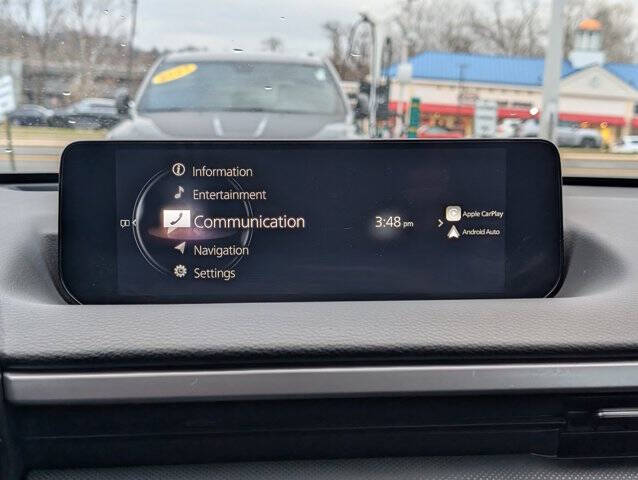 Information
Entertainment
Communication
Navigation
Settings
3:48 pm
Apple CarPlay
Android Auto